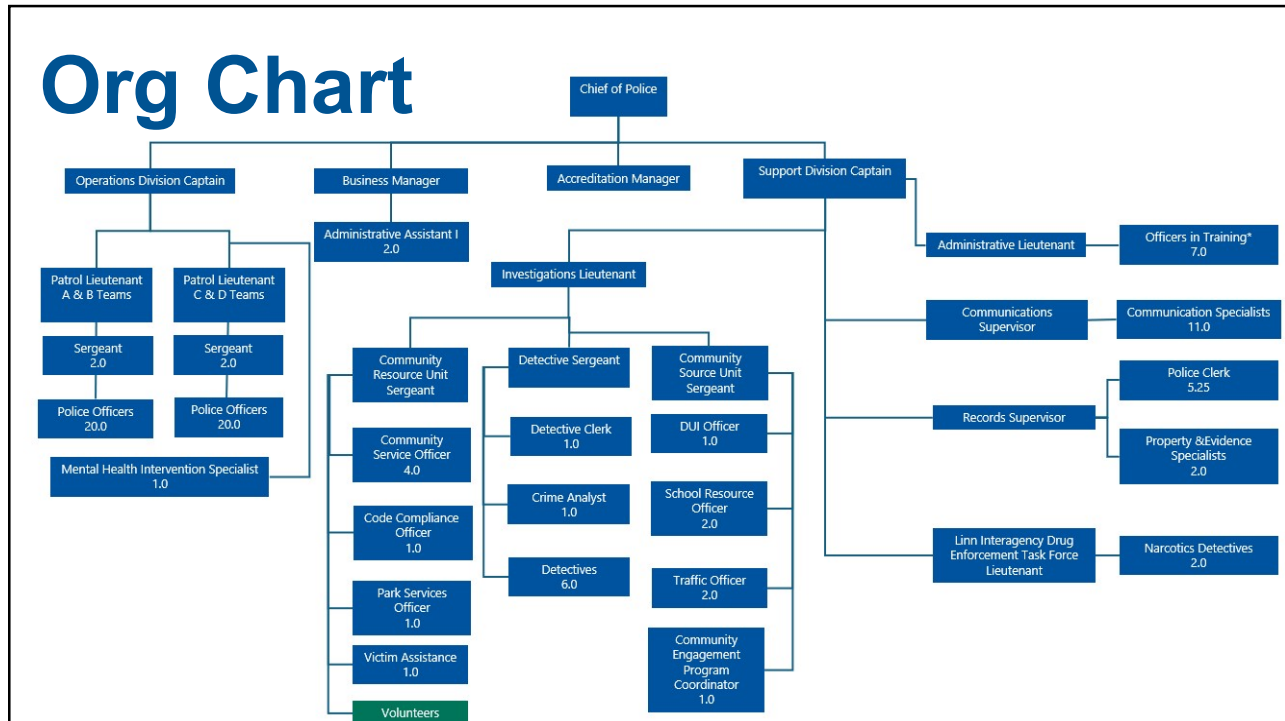 Org Chart
Chief of Police
Operations Division Captain
Business Manager
Accreditation Manager
Support Division Captain
Administrative Assistant I
2.0
Administrative Lieutenant
Officers in Training*
7.0
Investigations Lieutenant
Patrol Lieutenant
A & B Teams
Patrol Lieutenant
C & D Teams
Communications
Supervisor
Communication Specialists
11.0
Sergeant
2.0
Sergeant
2.0
Community
Resource Unit
Sergeant
Detective Sergeant
Community
Source Unit
Sergeant
Police Clerk
5.25
Police Officers
20.0
Police Officers
20.0
Records Supervisor
Detective Clerk
1.0
DUI Officer
1.0
Community
Service Officer
4.0
Property &Evidence
Specialists
2.0
Mental Health Intervention Specialist
1.0
Crime Analyst
1.0
School Resource
Officer
2.0
Code Compliance
Officer
1.0
Linn Interagency Drug
Enforcement Task Force
Lieutenant
Narcotics Detectives
2.0
Detectives
6.0
Traffic Officer
2.0
Park Services
Officer
1.0
Community
Engagement
Program
Coordinator
1.0
Victim Assistance
1.0
Volunteers